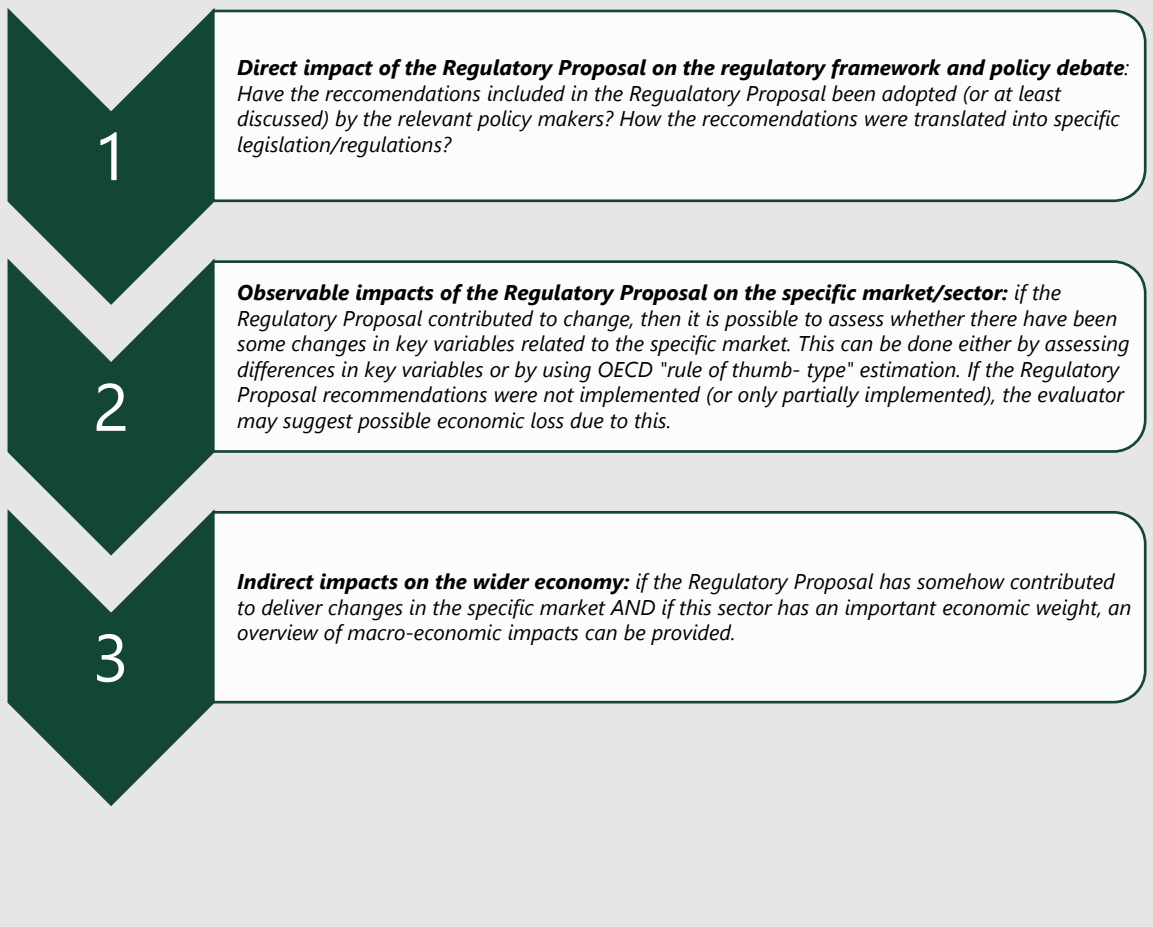 1
Direct impact of the Regulatory Proposal on the regulatory framework and policy debate:
Have the reccomendations included in the Regualatory Proposal been adopted (or at least
discussed) by the relevant policy makers? How the reccomendations were translated into specific
legislation/regulations?
2
Observable impacts of the Regulatory Proposal on the specific market/sector: if the
Regulatory Proposal contributed to change, then it is possible to assess whether there have been
some changes in key variables related to the specific market. This can be done either by assessing
differences in key variables or by using OECD "rule of thumb- type" estimation. If the Regulatory
Proposal recommendations were not implemented (or only partially implemented), the evaluator
may suggest possible economic loss due to this.
3
Indirect impacts on the wider economy: if the Regulatory Proposal has somehow contributed
to deliver changes in the specific market AND if this sector has an important economic weight, an
overview of macro-economic impacts can be provided.